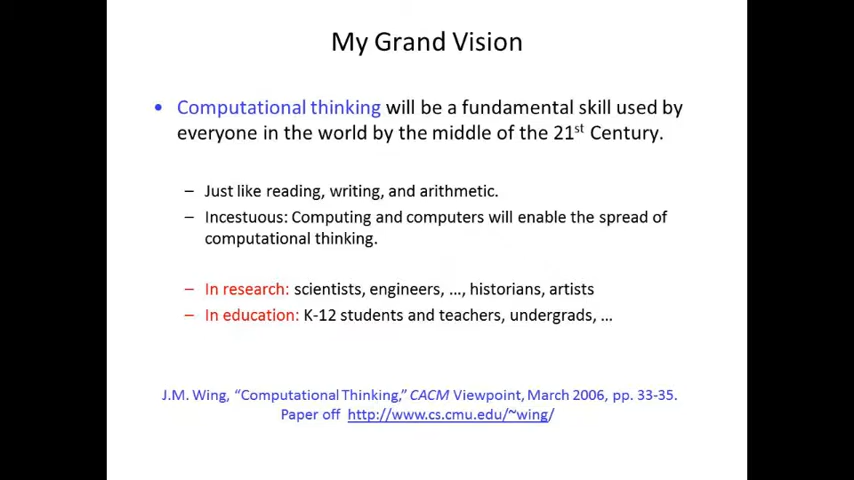 My Grand Vision
• Computational thinking will be a fundamental skill used by
everyone in the world by the middle of the 21st Century.
– Just like reading, writing, and arithmetic.
– Incestuous: Computing and computers will enable the spread of
computational thinking.
– In research: scientists, engineers, ..., historians, artists
– In education: K-12 students and teachers, undergrads, ...
J.M. Wing, “Computational Thinking,” CACM Viewpoint, March 2006, pp. 33-35.
Paper off http://www.cs.cmu.edu/~wing/